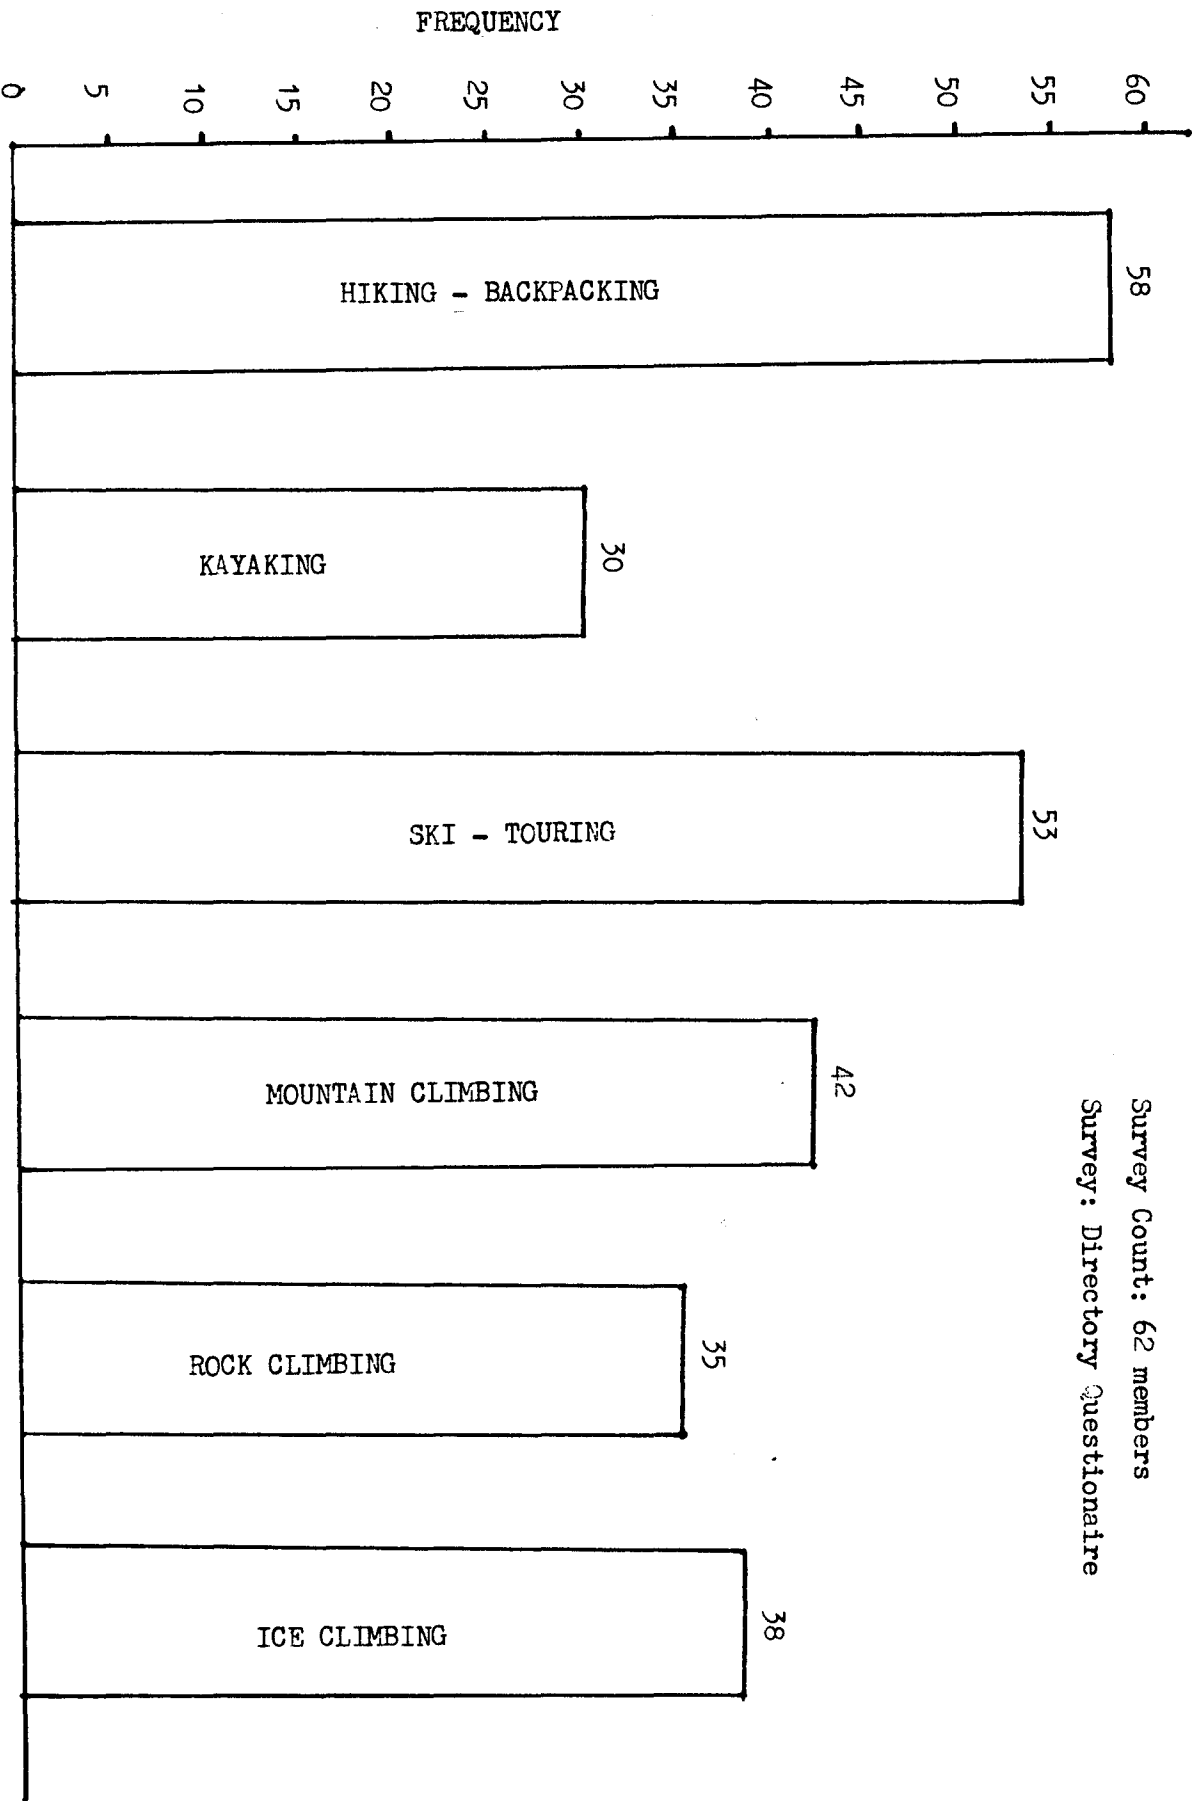 FREQUENCY
0
5
10
15
20
25
30
35
40
45
50
55
60
58
HIKING - BACKPACKING
30
KAYAKING
53
SKI - TOURING
42
MOUNTAIN CLIMBING
35
ROCK CLIMBING
38
ICE CLIMBING
Survey Count: 62 members
Survey: Directory Questionaire